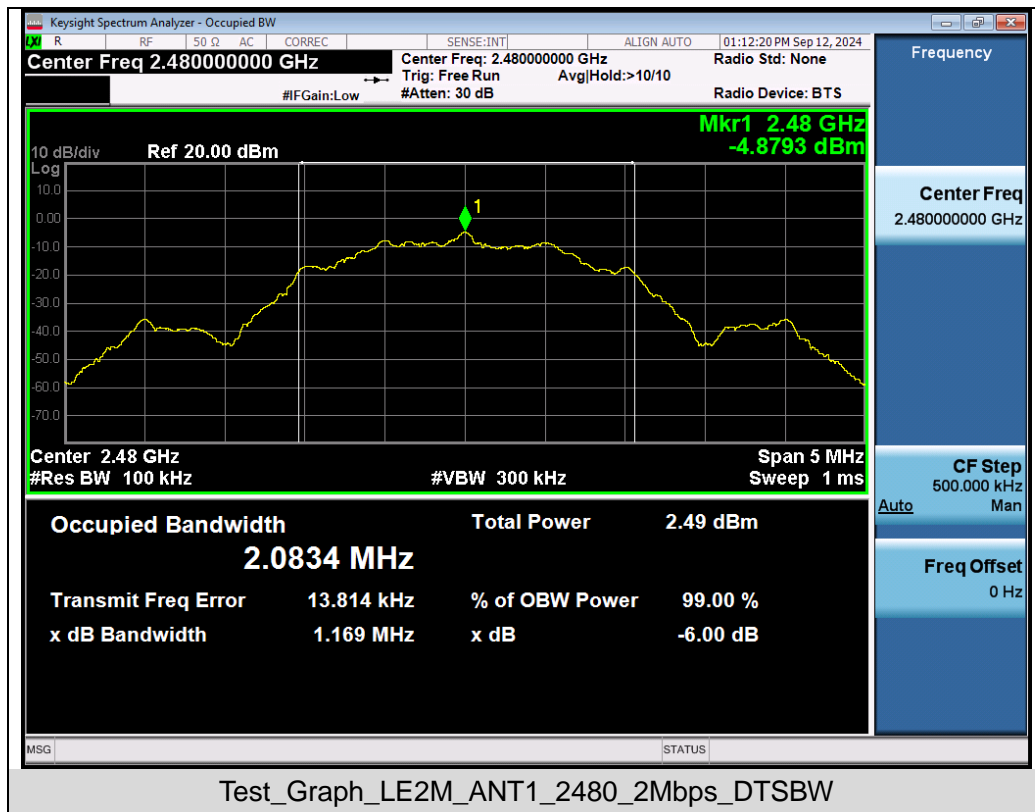 Keysight Spectrum Analyzer - Occupied BW
LXI R RF 50 Ω AC CORREC SENSE:INT ALIGN AUTO 01:12:20 PM Sep 12, 2024
Center Freq 2.480000000 GHz
Center Freq: 2.480000000 GHz Radio Std: None
Trig: Free Run Avg|Hold:>10/10
#IFGain:Low #Atten: 30 dB Radio Device: BTS
Frequency
Mkr1 2.48 GHz
-4.8793 dBm
10 dB/div Ref 20.00 dBm
Log
10.0
0.00
-10.0
-20.0
-30.0
-40.0
-50.0
-60.0
-70.0
1
Center 2.48 GHz Span 5 MHz
#Res BW 100 kHz #VBW 300 kHz Sweep 1 ms
Center Freq
2.480000000 GHz
CF Step
500.000 kHz
Auto Man
Freq Offset
0 Hz
Occupied Bandwidth Total Power 2.49 dBm
2.0834 MHz
Transmit Freq Error 13.814 kHz % of OBW Power 99.00 %
x dB Bandwidth 1.169 MHz x dB -6.00 dB
MSG STATUS
Test_Graph_LE2M_ANT1_2480_2Mbps_DTSBW